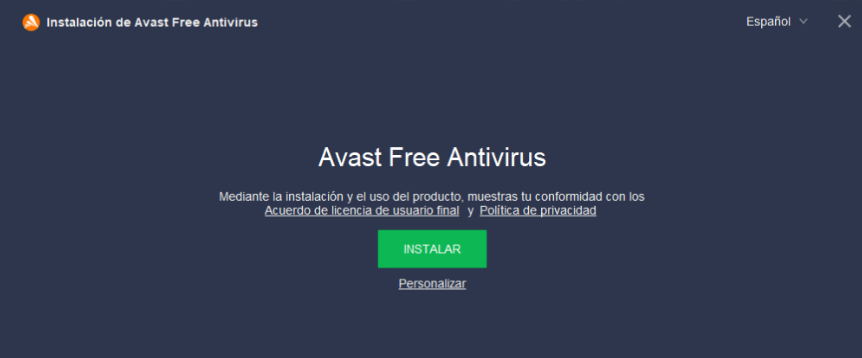 Instalación de Avast Free Antivirus
Español
Avast Free Antivirus
Mediante la instalación y el uso del producto, muestras tu conformidad con los
Acuerdo de licencia de usuario final y Política de privacidad
INSTALAR
Personalizar